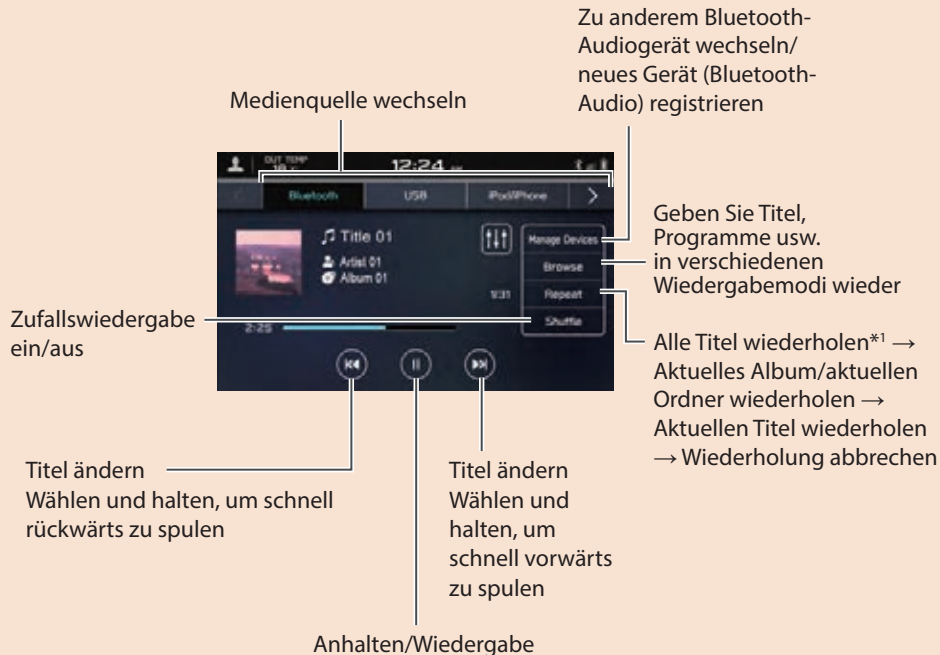 Zu anderem Bluetooth-
Audiogerät wechseln/
neues Gerät (Bluetooth-
Audio) registrieren
Medienquelle wechseln
OUT TEMP
12:24
Bluetooth
USB
iPod/iPhone
Title 01
Artist 01
Album 01
Manage Devices
Browse
1/31
Repeat
Shuffle
2:25
Geben Sie Titel,
Programme usw.
in verschiedenen
Wiedergabemodi wieder
Zufallswiedergabe
ein/aus
Alle Titel wiederholen*1 →
Aktuelles Album/aktuellen
Ordner wiederholen →
Aktuellen Titel wiederholen
→ Wiederholung abbrechen
Titel ändern
Wählen und halten, um schnell
rückwärts zu spulen
Titel ändern
Wählen und
halten, um
schnell vorwärts
zu spulen
Anhalten/Wiedergabe